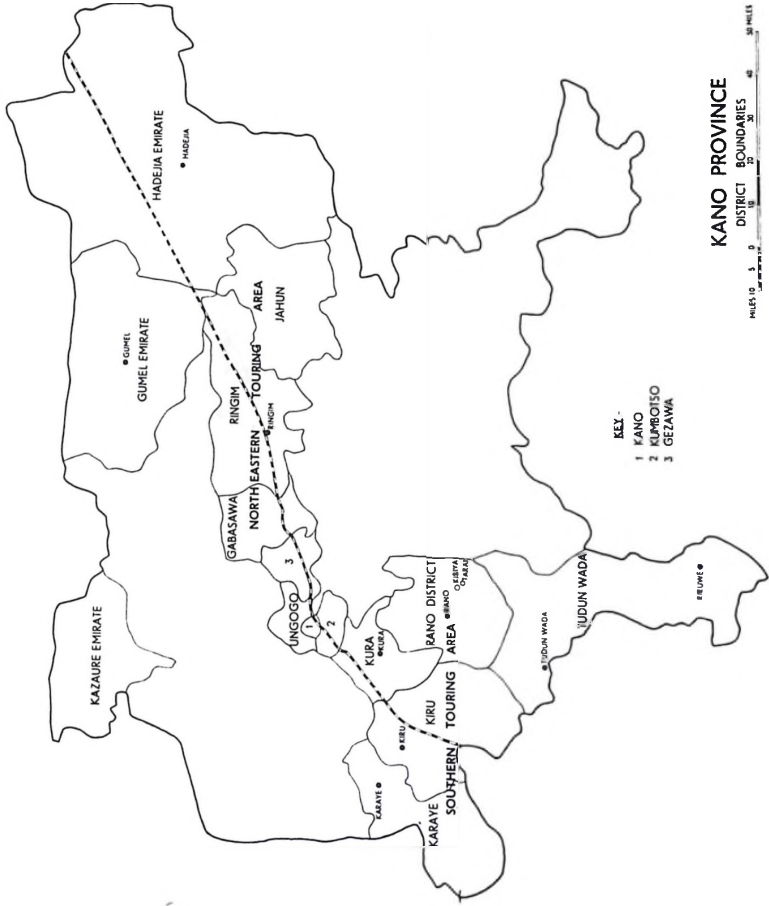 KAZAURE EMIRATE
GUMEL
GUMEL EMIRATE
HADEJIA EMIRATE
HADEJIA
GABASAWA
RINGIM
NORTH EASTERN TOURING AREA
RINGIM
JAHUN
UNGOGO
1
2
3
KURA
KURA
KARAYE
KARAYE
KIRU
KIRU
SOUTHERN TOURING AREA
RANO DISTRICT
RANO
KIBIYA
TARAI
TUDUN WADA
TUDUN WADA
KEY -
1 KANO
2 KUMBOTSO
3 GEZAWA
KANO PROVINCE
DISTRICT BOUNDARIES
MILES 10 5 0 10 20 30 40 50 MILES